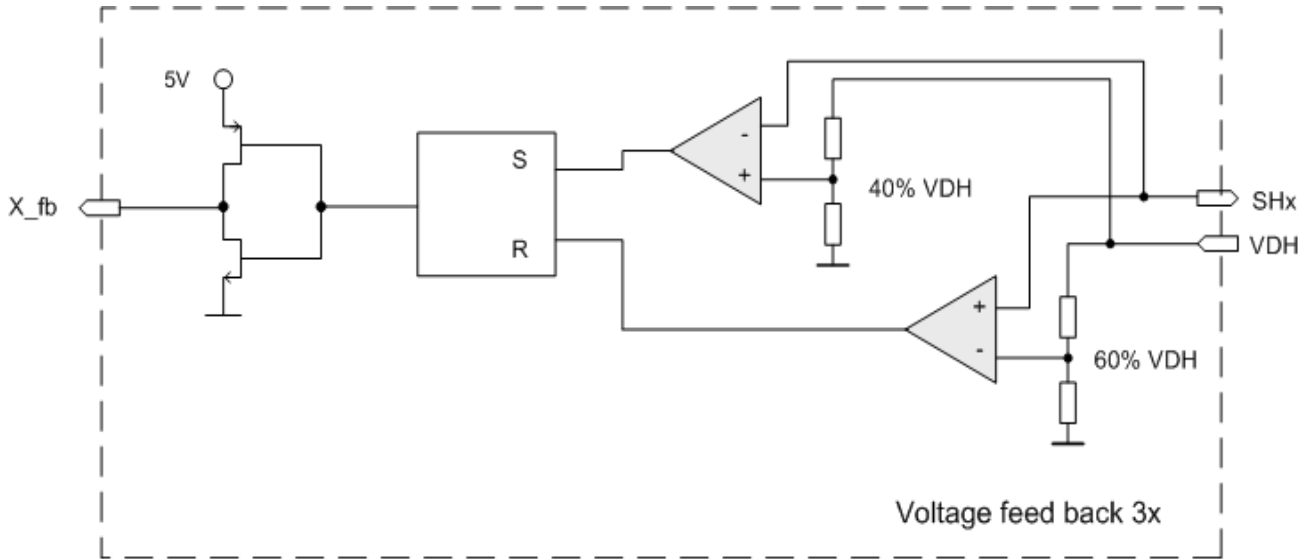 5V
X_fb
S
R
-
+
40% VDH
SHx
VDH
+
-
60% VDH
Voltage feed back 3x